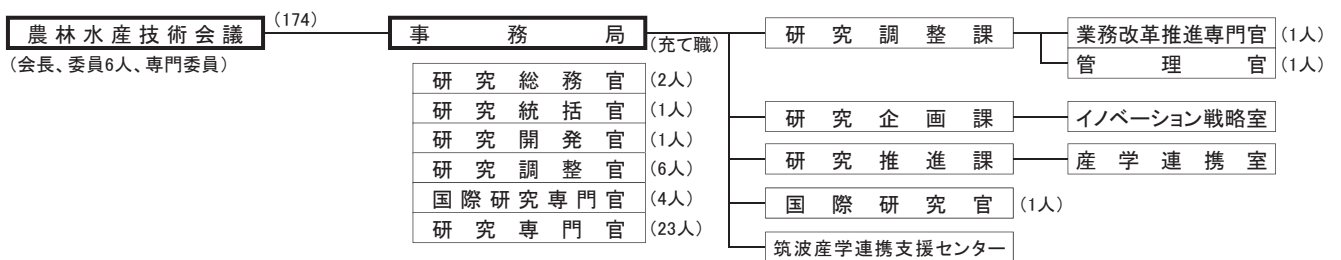 農林水産技術会議
(174)
(会長、委員6人、専門委員)
事務局
(充て職)
研究総務官 (2人)
研究統括官 (1人)
研究開発官 (1人)
研究調整官 (6人)
国際研究専門官 (4人)
研究専門官 (23人)
研究調整課
業務改革推進専門官 (1人)
管理官 (1人)
研究企画課
イノベーション戦略室
研究推進課
産学連携室
国際研究官 (1人)
筑波産学連携支援センター